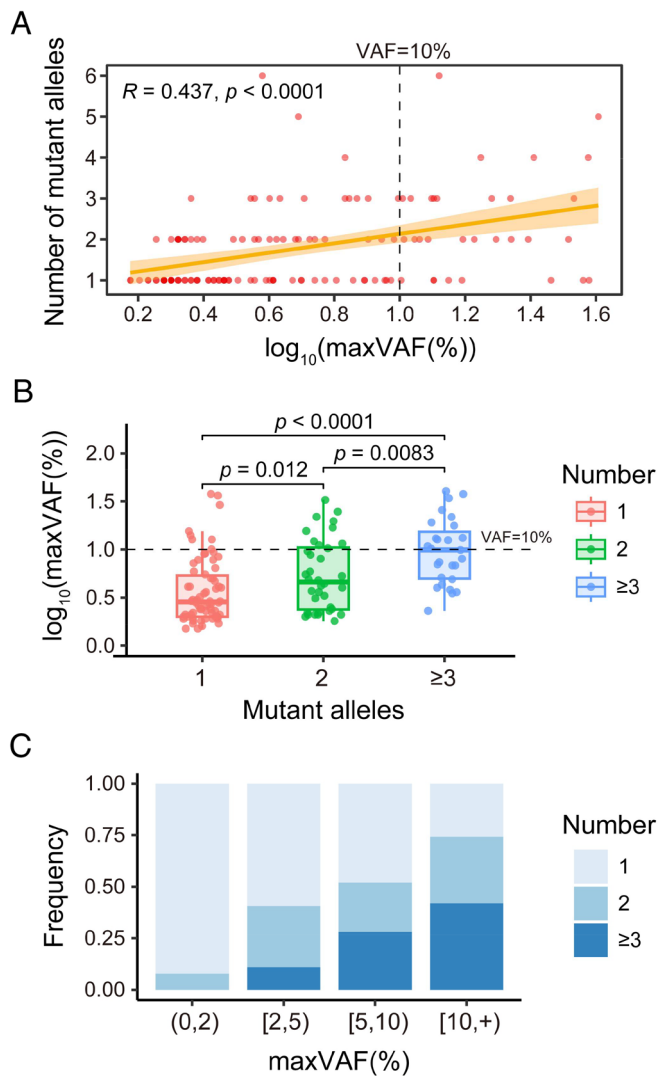 A
VAF=10%
R = 0.437, p < 0.0001
Number of mutant alleles
6
5
4
3
2
1
0.2 0.4 0.6 0.8 1.0 1.2 1.4 1.6
log10(maxVAF(%))
B
p < 0.0001
p = 0.012
p = 0.0083
log10(maxVAF(%))
2.0
1.5
1.0
0.5
0.0
VAF=10%
1 2 ≥3
Mutant alleles
Number
1
2
≥3
C
Frequency
1.00
0.75
0.50
0.25
0.00
(0,2) [2,5) [5,10) [10,+)
maxVAF(%)
Number
1
2
≥3